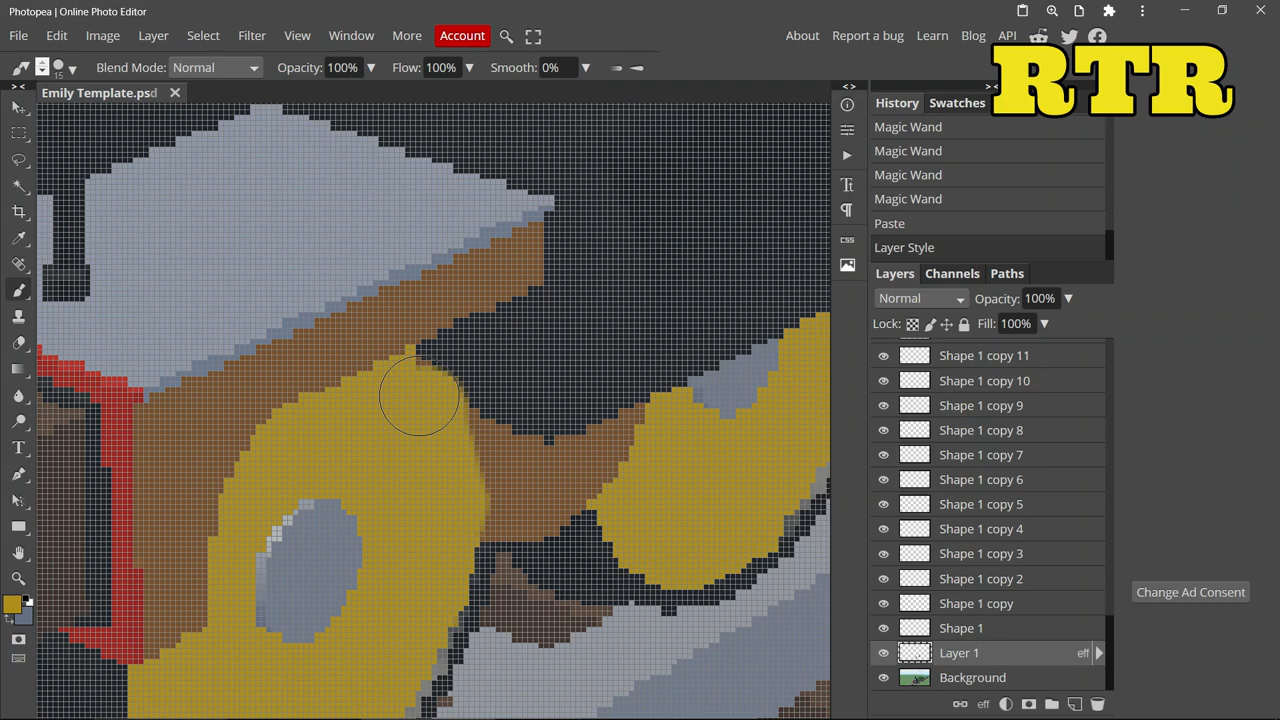 Photopea | Online Photo Editor
File Edit Image Layer Select Filter View Window More Account About Report a bug Learn Blog API
15 Blend Mode: Normal Opacity: 100% Flow: 100% Smooth: 0%
RTR
Emily Template.psd
History Swatches
Magic Wand
Magic Wand
Magic Wand
Magic Wand
Paste
Layer Style
CSS
Layers Channels Paths
Normal Opacity: 100%
Lock: Fill: 100%
Shape 1 copy 11
Shape 1 copy 10
Shape 1 copy 9
Shape 1 copy 8
Shape 1 copy 7
Shape 1 copy 6
Shape 1 copy 5
Shape 1 copy 4
Shape 1 copy 3
Shape 1 copy 2
Shape 1 copy
Shape 1
Layer 1 eff
Background
eff
Change Ad Consent